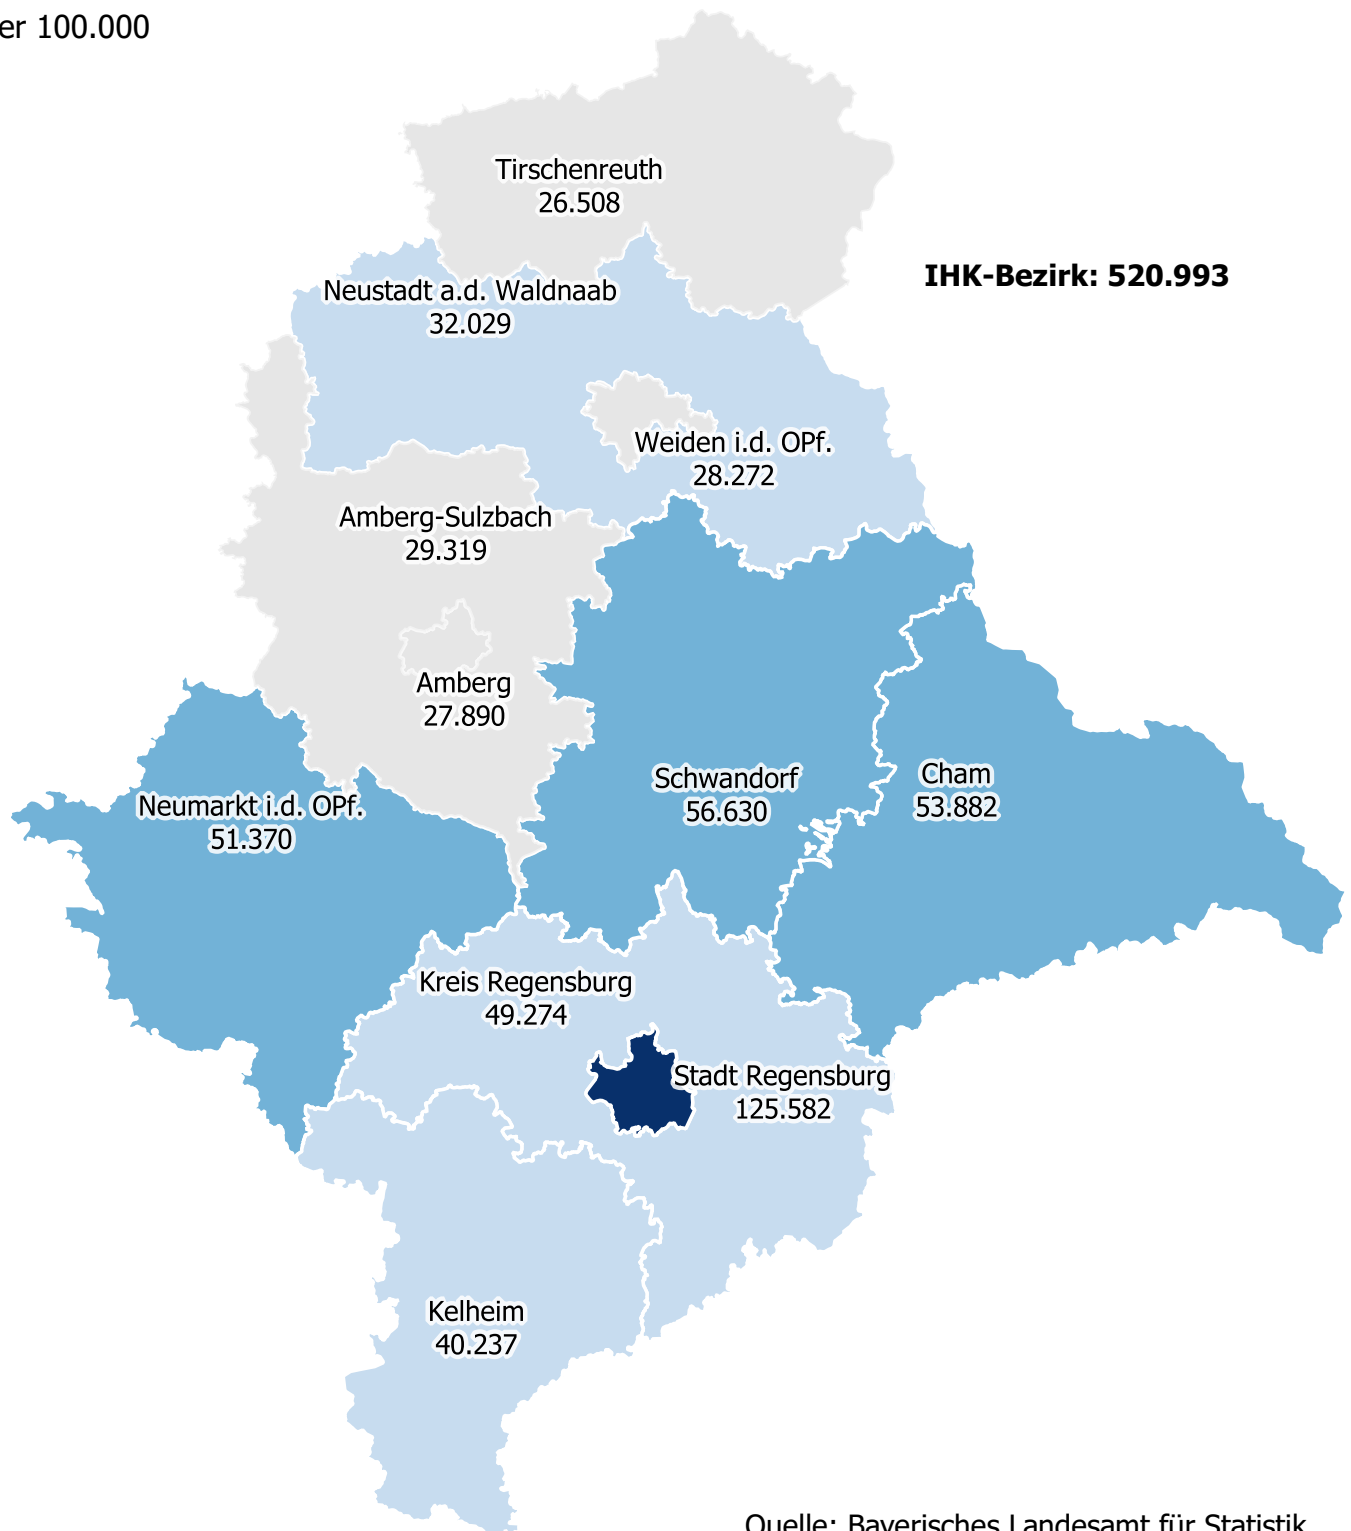 er 100.000
Tirschenreuth
26.508
IHK-Bezirk: 520.993
Neustadt a.d. Waldnaab
32.029
Weiden i.d. OPf.
28.272
Amberg-Sulzbach
29.319
Amberg
27.890
Schwandorf
56.630
Cham
53.882
Neumarkt i.d. OPf.
51.370
Kreis Regensburg
49.274
Stadt Regensburg
125.582
Kelheim
40.237
Quelle: Bayerisches Landesamt für Statistik